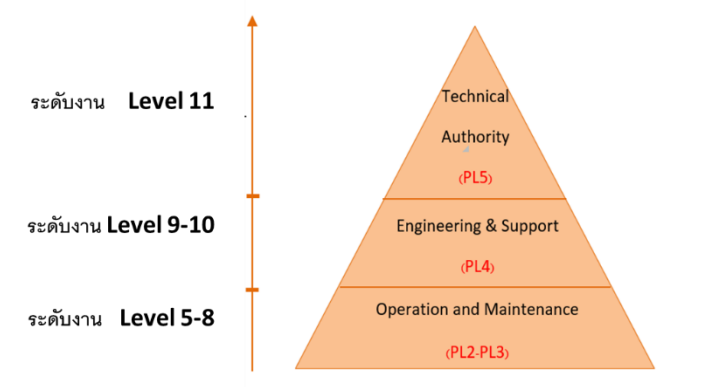 ระดับงาน Level 11
Technical
Authority
(PL5)
ระดับงาน Level 9-10
Engineering & Support
(PL4)
ระดับงาน Level 5-8
Operation and Maintenance
(PL2-PL3)